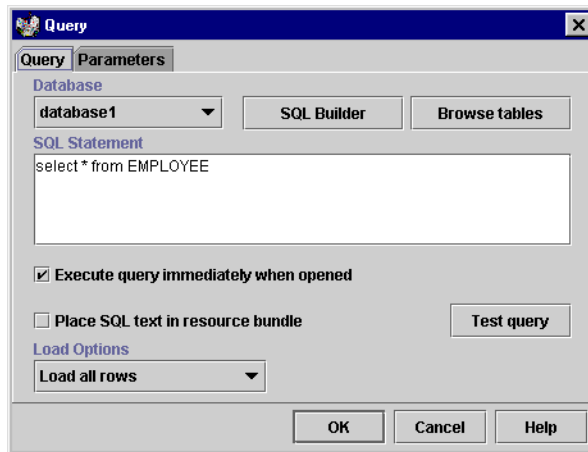 Query
Query Parameters
Database
database1 SQL Builder Browse tables
SQL Statement
select * from EMPLOYEE
Execute query immediately when opened
Place SQL text in resource bundle Test query
Load Options
Load all rows
OK Cancel Help